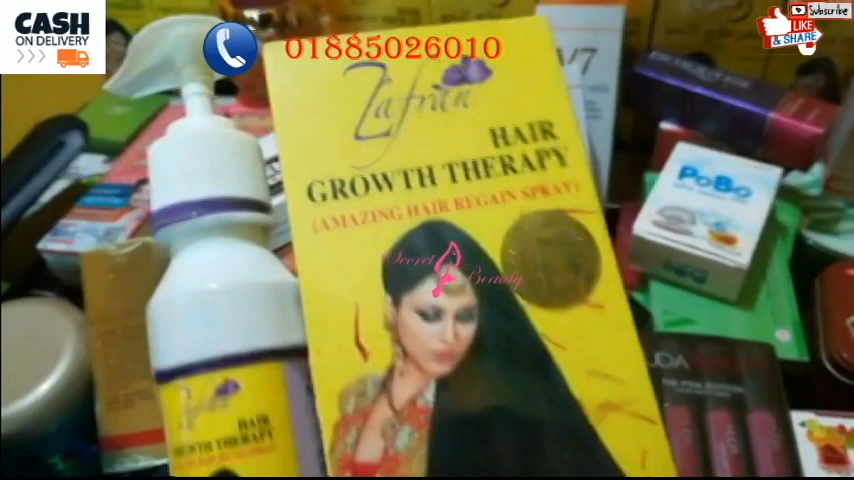 CASH
ON DELIVERY
01885026010
Subscribe
LIKE
& SHARE
Zafran
HAIR
GROWTH THERAPY
(AMAZING HAIR REGAIN SPRAY)
Secret Beauty
PoBo
PoBo
HAIR
GROWTH THERAPY